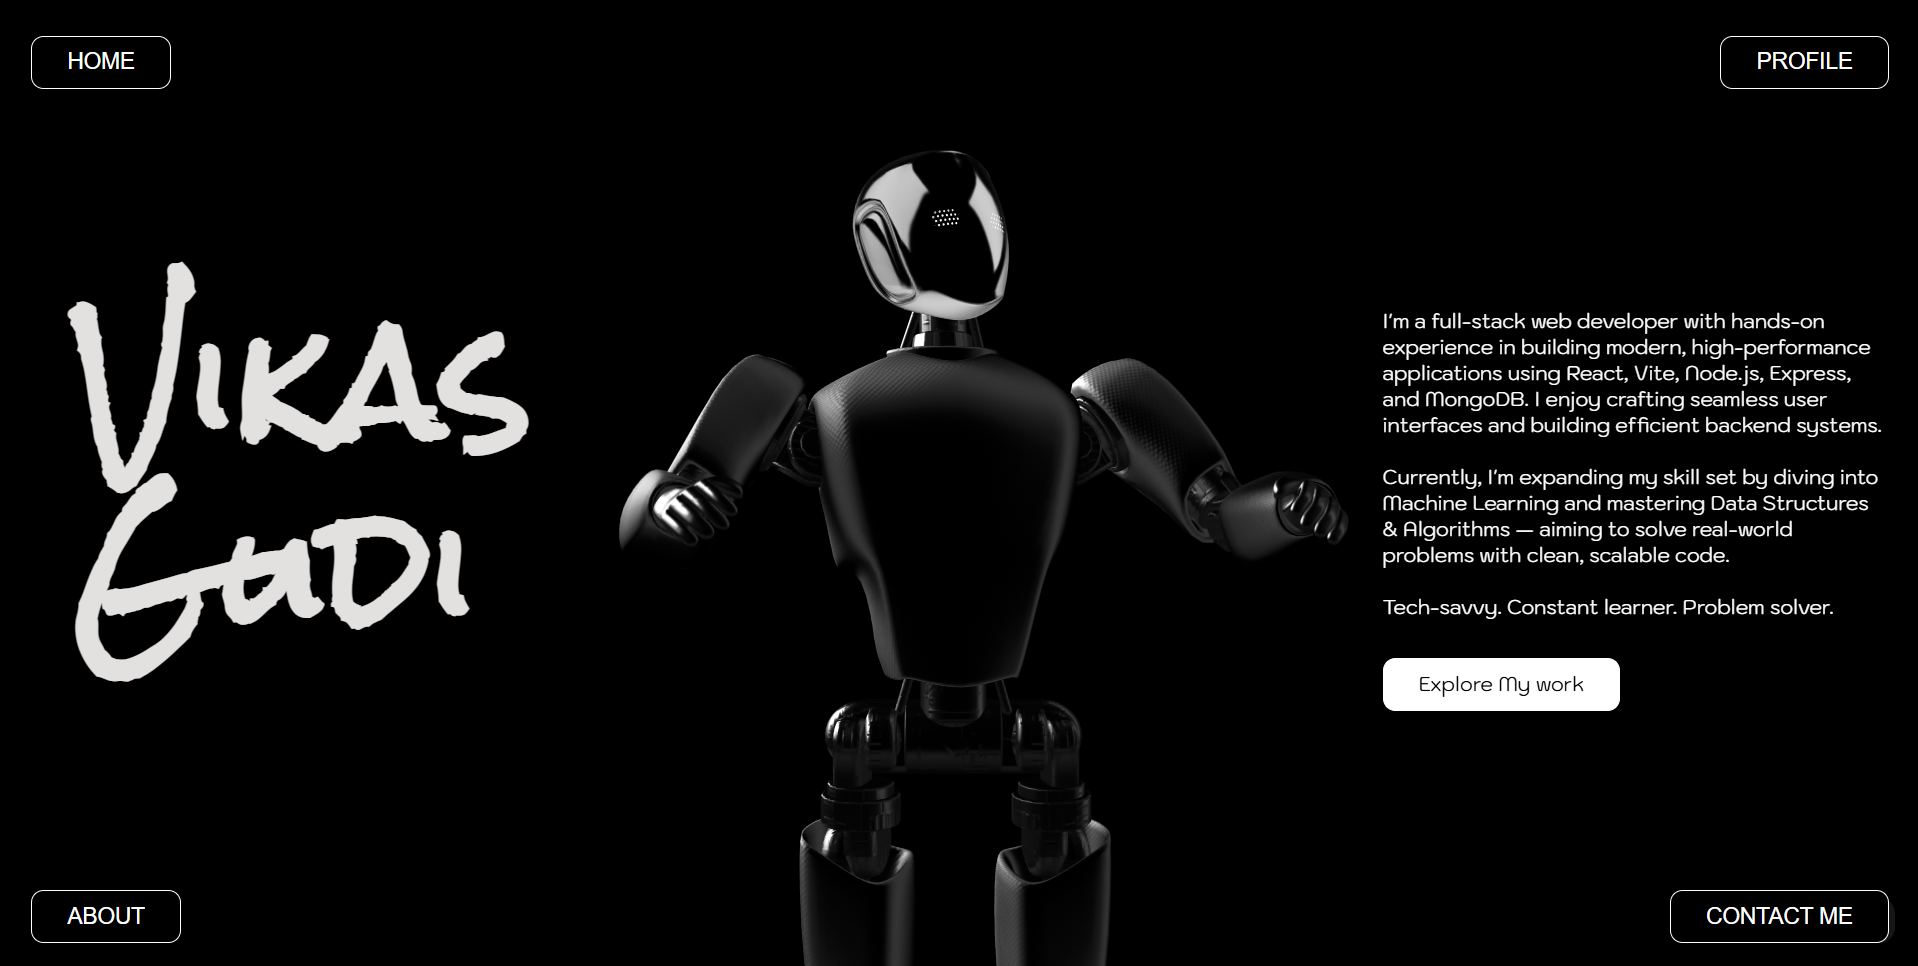 HOME
PROFILE
VIKAS
GUDI
I'm a full-stack web developer with hands-on
experience in building modern, high-performance
applications using React, Vite, Node.js, Express,
and MongoDB. I enjoy crafting seamless user
interfaces and building efficient backend systems.
Currently, I'm expanding my skill set by diving into
Machine Learning and mastering Data Structures
& Algorithms — aiming to solve real-world
problems with clean, scalable code.
Tech-savvy. Constant learner. Problem solver.
Explore My work
ABOUT
CONTACT ME